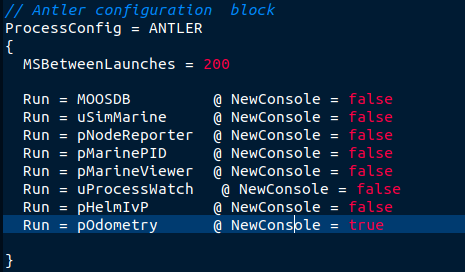 // Antler configuration  block
ProcessConfig = ANTLER
{
  MSBetweenLaunches = 200

  Run = MOOSDB          @ NewConsole = false
  Run = uSimMarine      @ NewConsole = false
  Run = pNodeReporter   @ NewConsole = false
  Run = pMarinePID      @ NewConsole = false
  Run = pMarineViewer   @ NewConsole = false
  Run = uProcessWatch    @ NewConsole = false
  Run = pHelmIvP        @ NewConsole = false
  Run = pOdometry       @ NewConsole = true

}